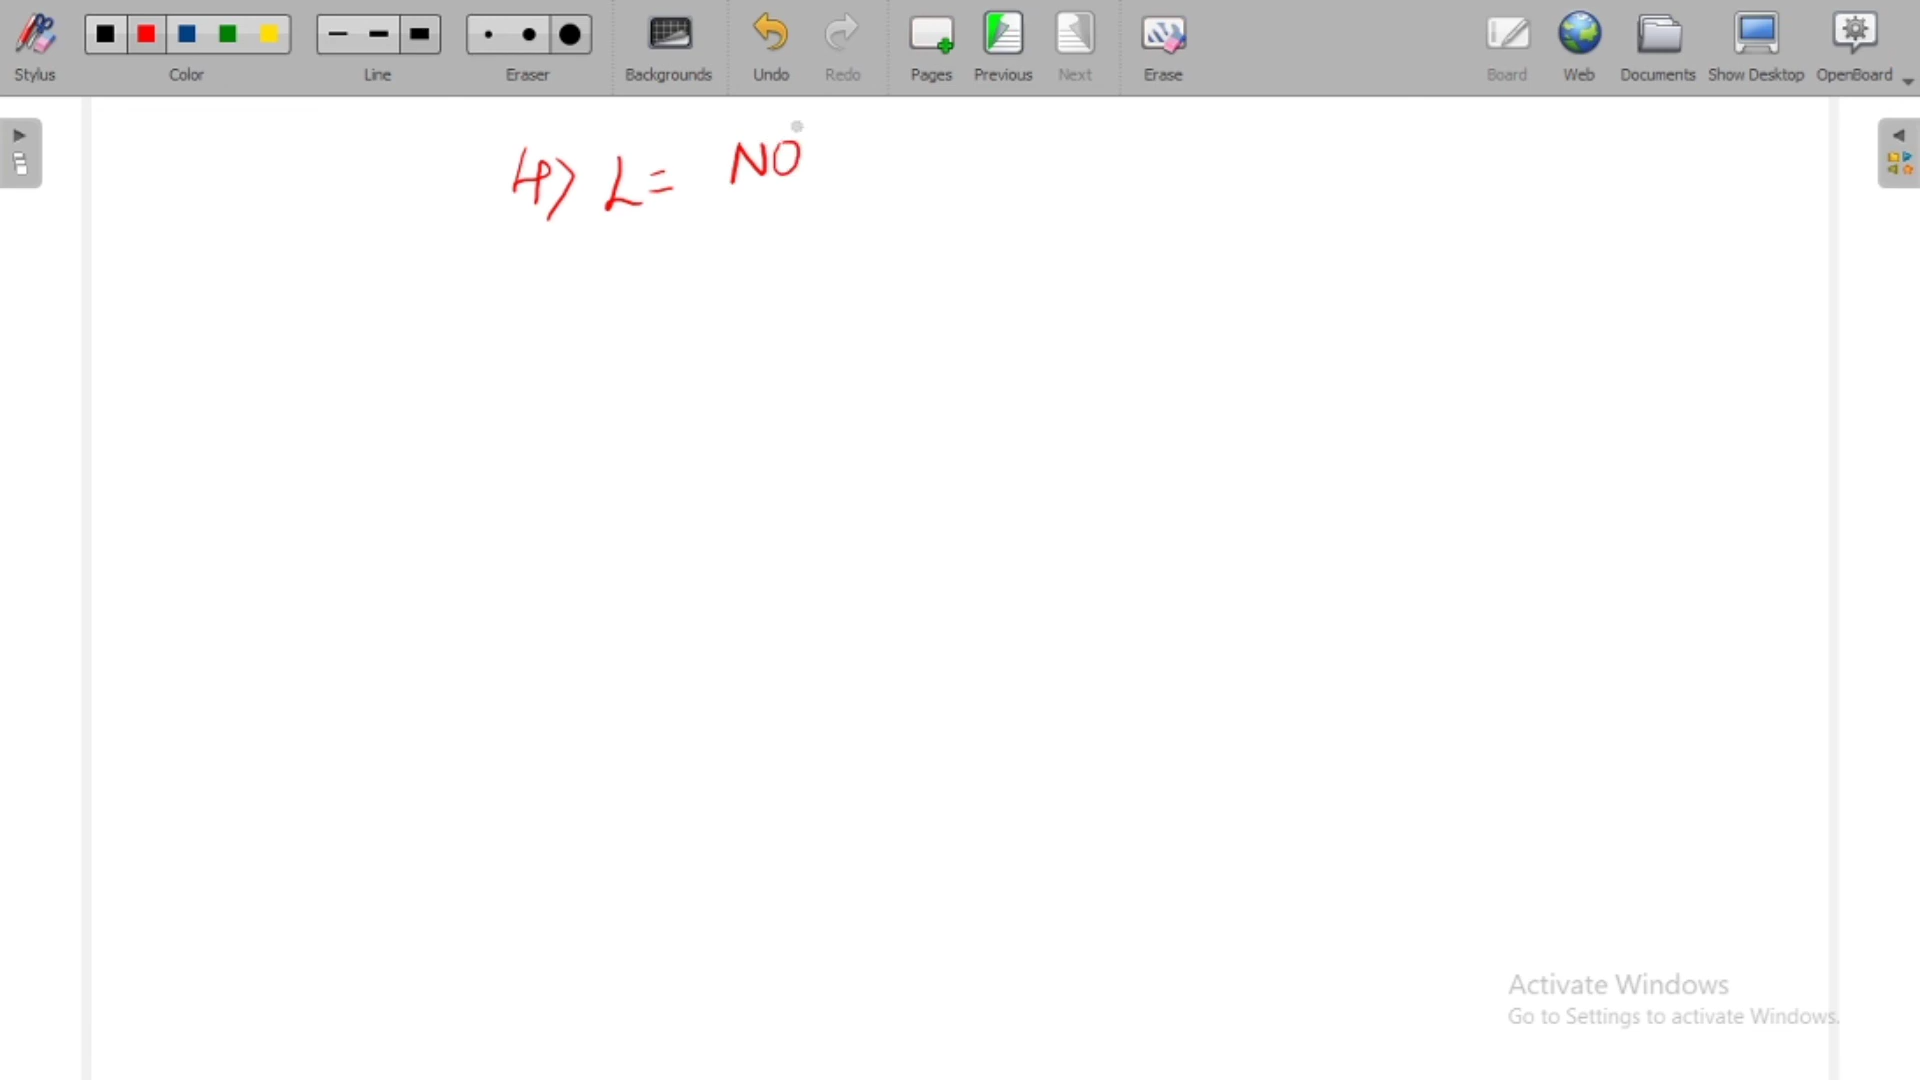 Stylus Color Line Eraser Backgrounds Undo Redo Pages Previous Next Erase Board Web Documents Show Desktop OpenBoard
4) L = NO
Activate Windows
Go to Settings to activate Windows.